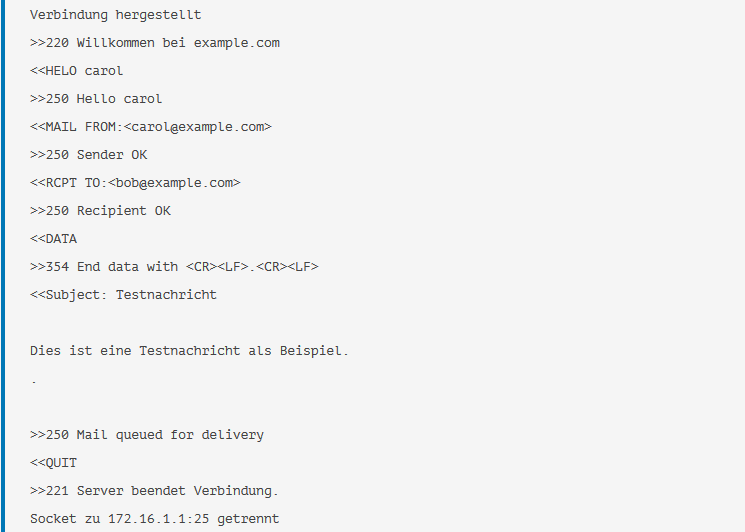 Verbindung hergestellt
>>220 Willkommen bei example.com
<<HELO carol
>>250 Hello carol
<<MAIL FROM:<carol@example.com>
>>250 Sender OK
<<RCPT TO:<bob@example.com>
>>250 Recipient OK
<<DATA
>>354 End data with <CR><LF>.<CR><LF>
<<Subject: Testnachricht
Dies ist eine Testnachricht als Beispiel.
.
>>250 Mail queued for delivery
<<QUIT
>>221 Server beendet Verbindung.
Socket zu 172.16.1.1:25 getrennt